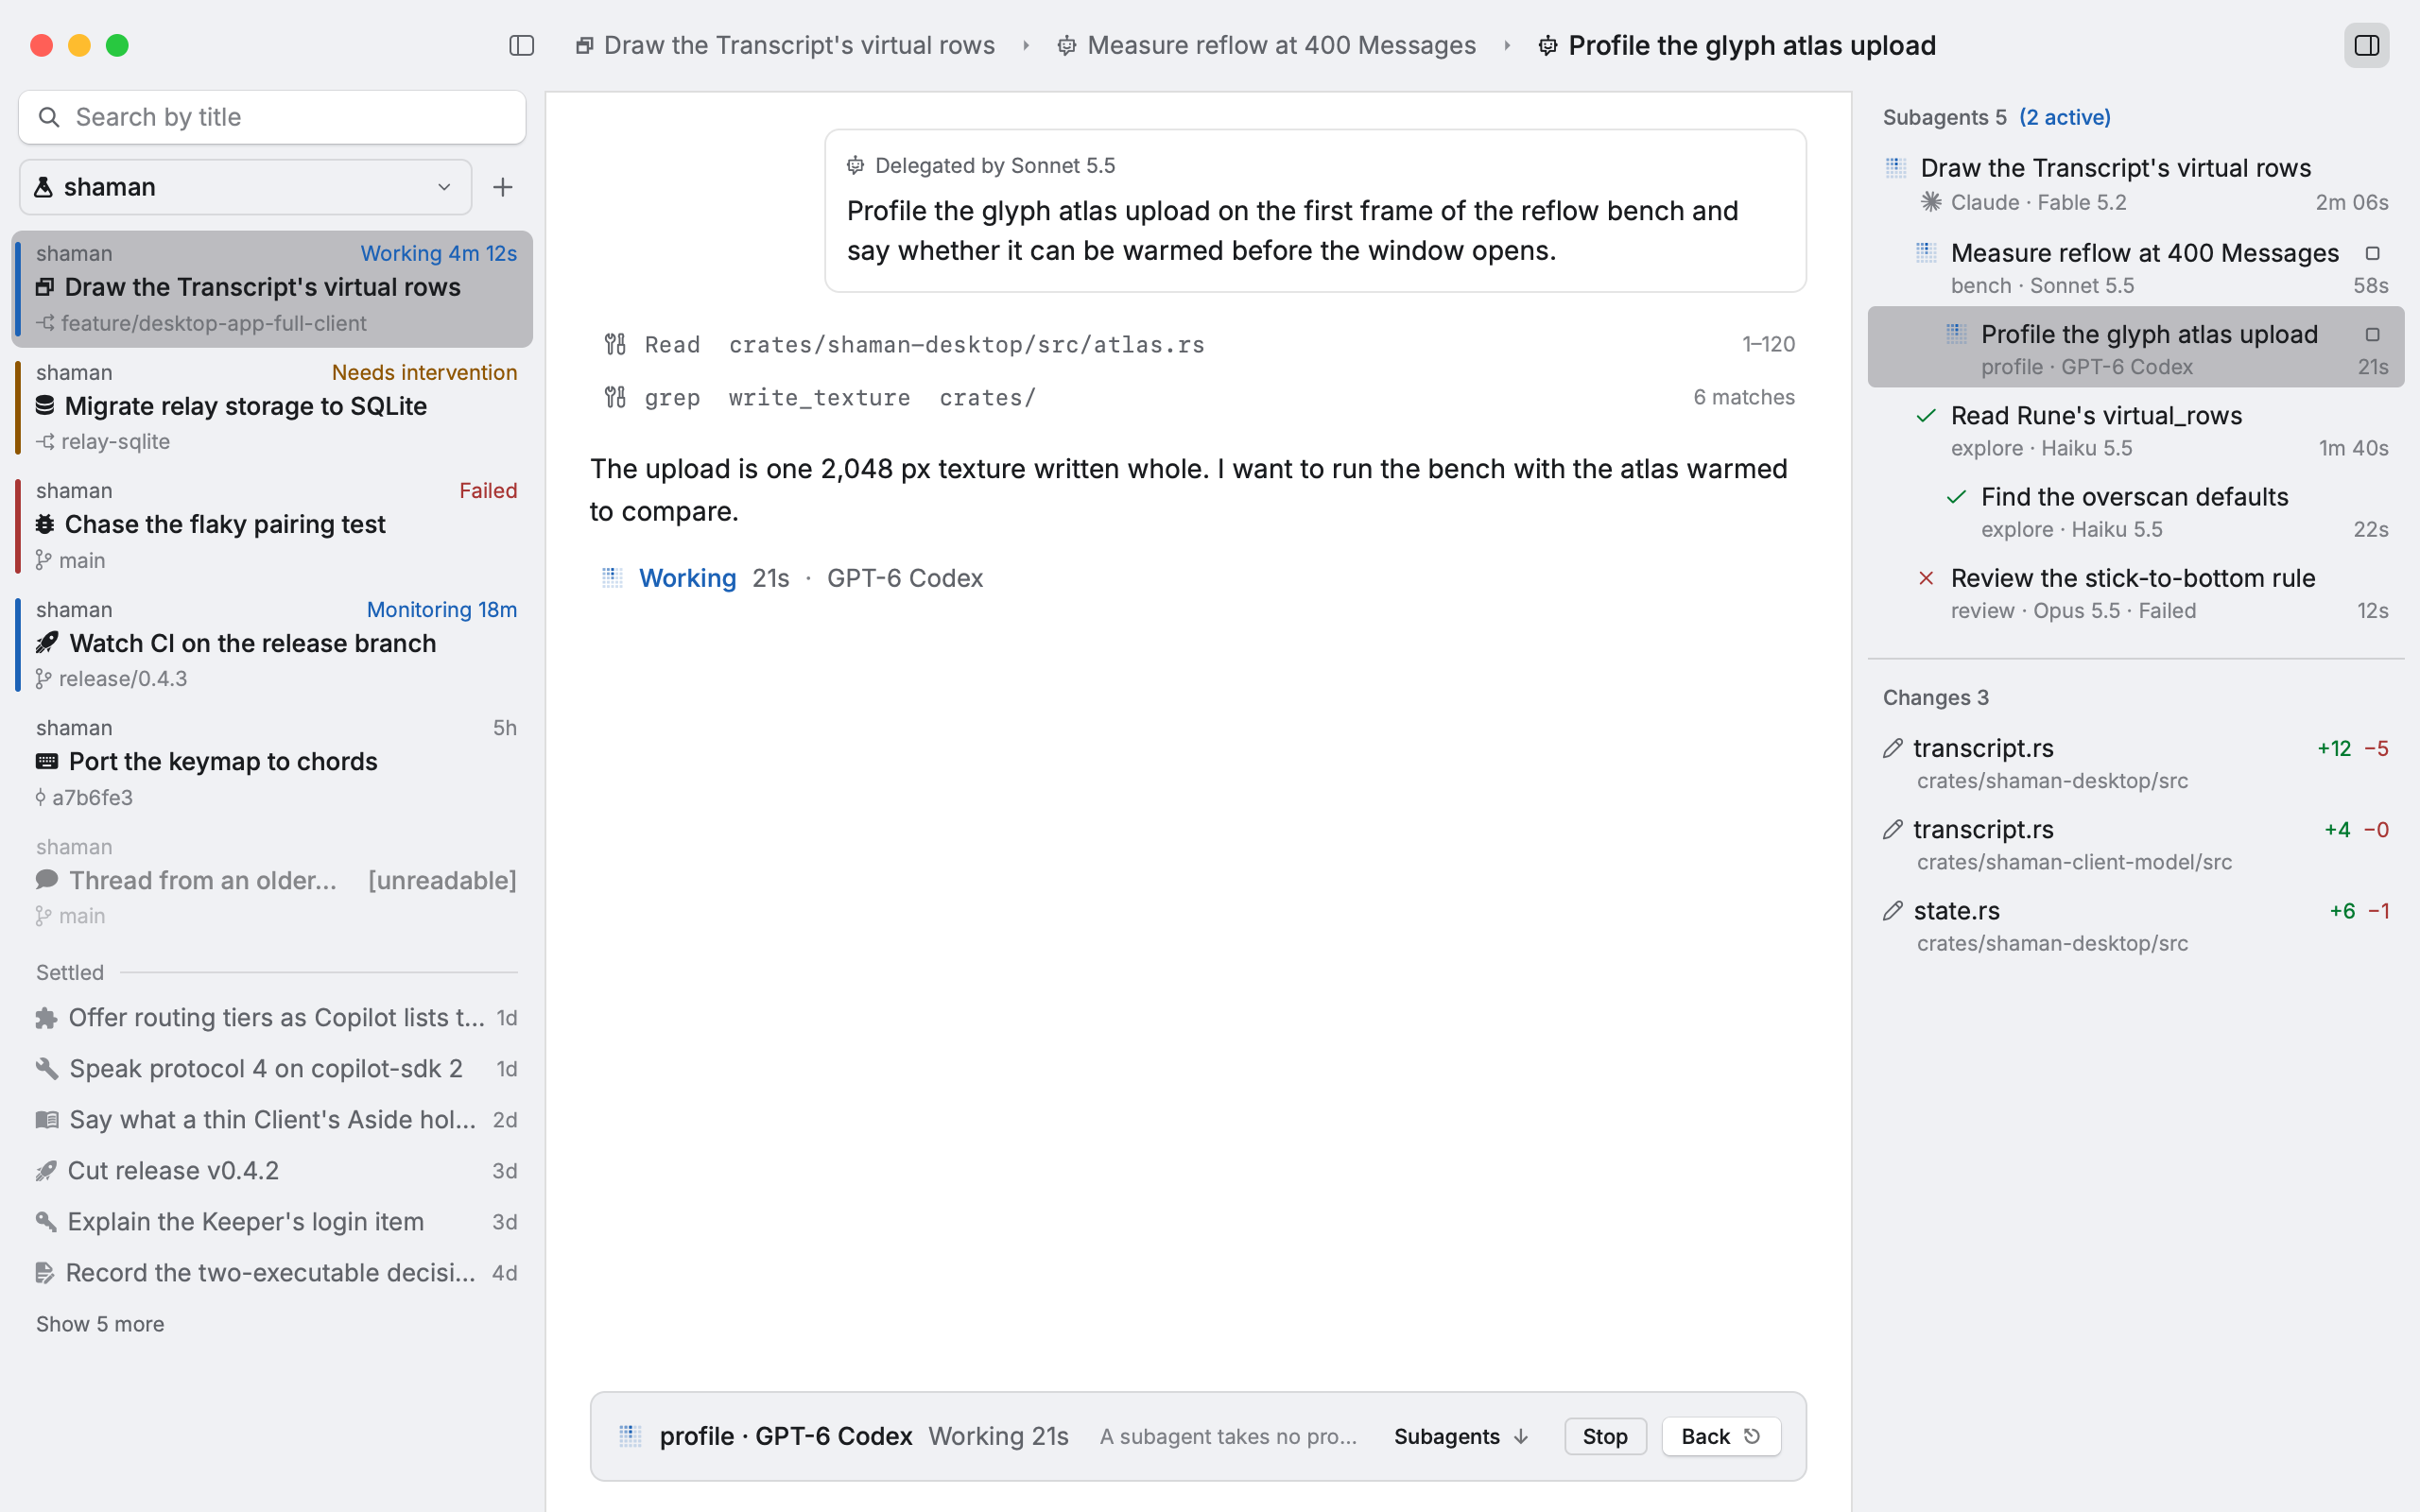 Draw the Transcript's virtual rows
Measure reflow at 400 Messages
Profile the glyph atlas upload
Search by title
shaman
shaman
Working 4m 12s
Draw the Transcript's virtual rows
feature/desktop-app-full-client
shaman
Needs intervention
Migrate relay storage to SQLite
relay-sqlite
shaman
Failed
Chase the flaky pairing test
main
shaman
Monitoring 18m
Watch CI on the release branch
release/0.4.3
shaman
5h
Port the keymap to chords
a7b6fe3
shaman
Thread from an older...
[unreadable]
main
Settled
Offer routing tiers as Copilot lists t... 1d
Speak protocol 4 on copilot-sdk 2 1d
Say what a thin Client's Aside hol... 2d
Cut release v0.4.2 3d
Explain the Keeper's login item 3d
Record the two-executable decisi... 4d
Show 5 more
Delegated by Sonnet 5.5
Profile the glyph atlas upload on the first frame of the reflow bench and
say whether it can be warmed before the window opens.
Read crates/shaman-desktop/src/atlas.rs 1–120
grep write_texture crates/ 6 matches
The upload is one 2,048 px texture written whole. I want to run the bench with the atlas warmed
to compare.
Working 21s · GPT-6 Codex
profile · GPT-6 Codex Working 21s A subagent takes no pro... Subagents ↓ Stop Back
Subagents 5 (2 active)
Draw the Transcript's virtual rows
Claude · Fable 5.2 2m 06s
Measure reflow at 400 Messages
bench · Sonnet 5.5 58s
Profile the glyph atlas upload
profile · GPT-6 Codex 21s
Read Rune's virtual_rows
explore · Haiku 5.5 1m 40s
Find the overscan defaults
explore · Haiku 5.5 22s
Review the stick-to-bottom rule
review · Opus 5.5 · Failed 12s
Changes 3
transcript.rs +12 −5
crates/shaman-desktop/src
transcript.rs +4 −0
crates/shaman-client-model/src
state.rs +6 −1
crates/shaman-desktop/src